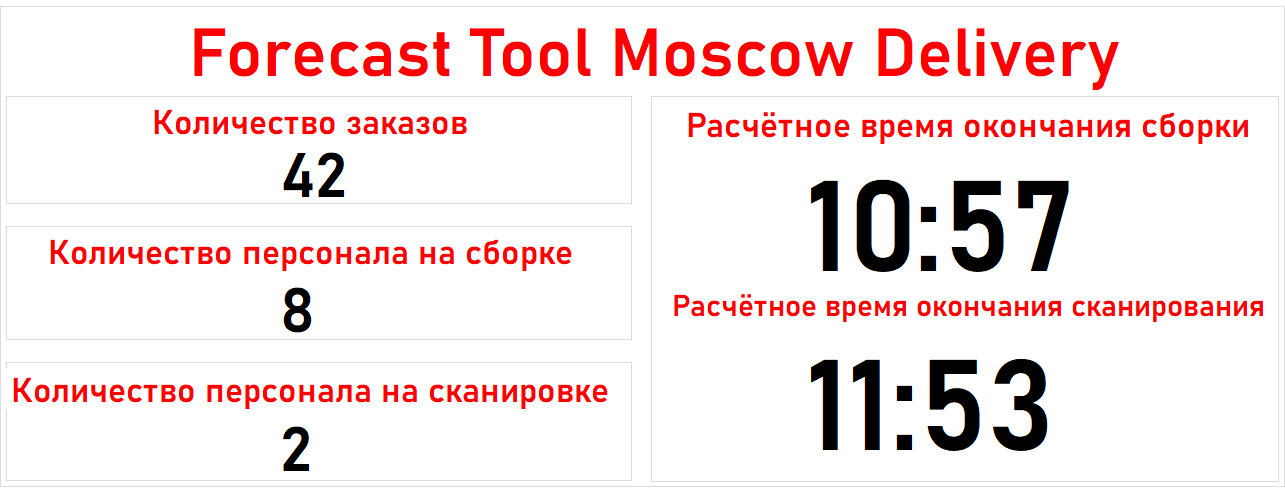 Forecast Tool Moscow Delivery
Количество заказов
42
Количество персонала на сборке
8
Количество персонала на сканировке
2
Расчётное время окончания сборки
10:57
Расчётное время окончания сканирования
11:53